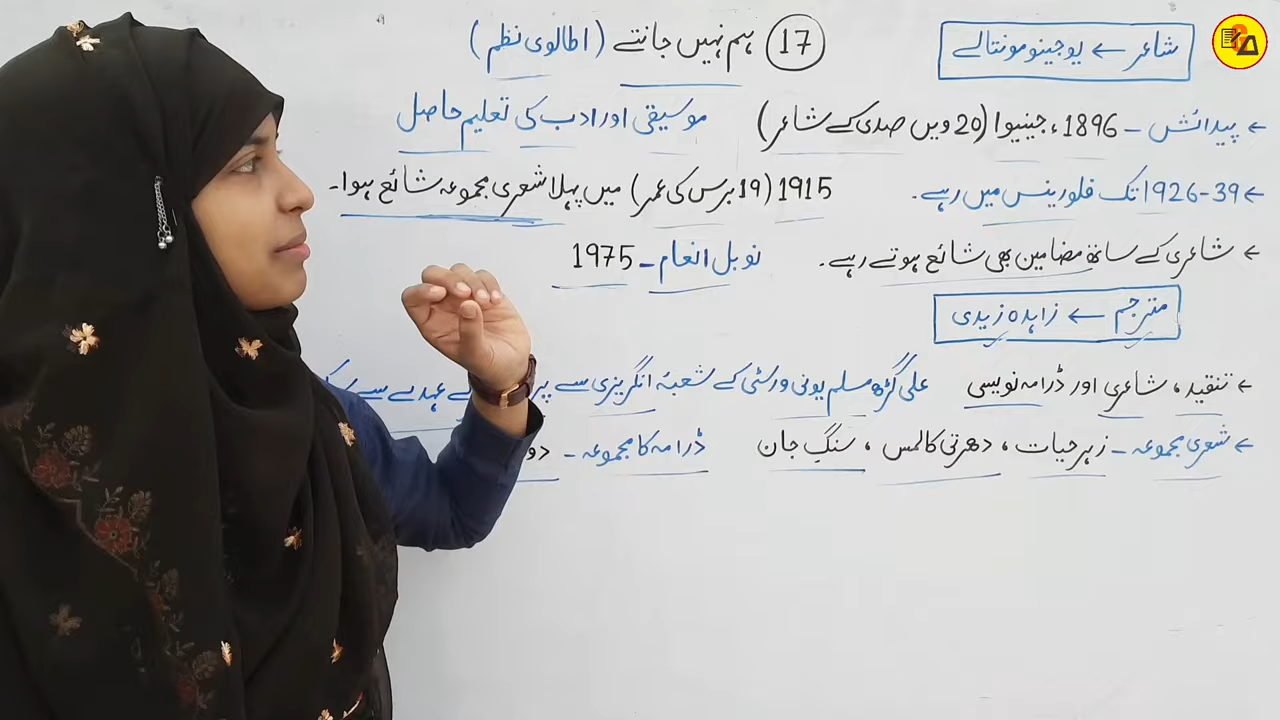 شاعر ← یوجینو مونتالے
17 ہم نہیں جانتے (اطالوی نظم)
← پیدائش - 1896ء، جینیوا (20 ویں صدی کے شاعر) موسیقی اور ادب کی تعلیم حاصل
← 39-1926 تک فلورینس میں رہے۔ 1915 (19 برس کی عمر) میں پہلا شعری مجموعہ شائع ہوا۔
← شاعری کے ساتھ مضامین بھی شائع ہوتے رہے۔ نوبل انعام - 1975
مترجم ← زاہدہ زیدی
← تنقید، شاعری اور ڈرامہ نویسی علی گڑھ مسلم یونی ورسٹی کے شعبۂ انگریزی سے عہدے سے
← شعری مجموعہ - زہر حیات، دھرتی کا لمس، سنگِ جان ڈرامہ کا مجموعہ -